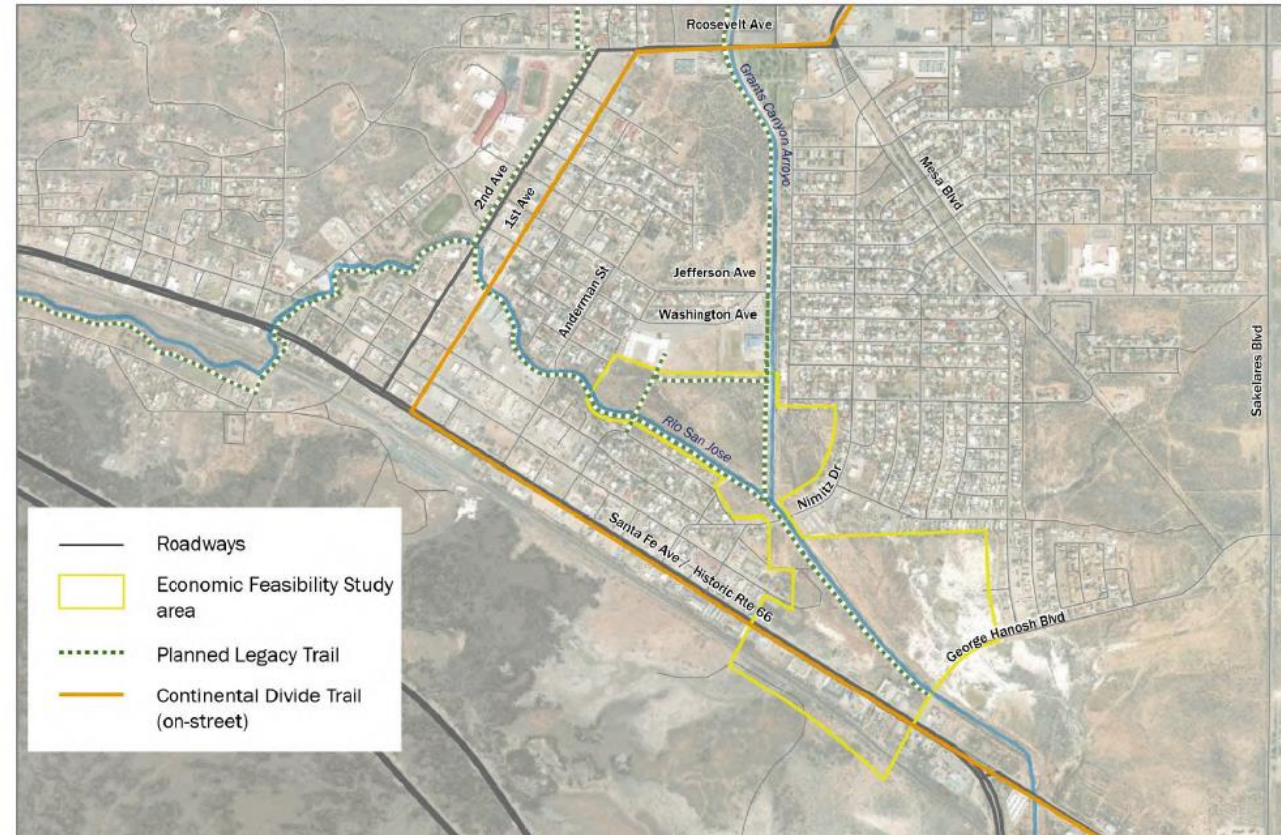 Roosevelt Ave
Grants Canyon Arroyo
Mesa Blvd
2nd Ave
1st Ave
Jefferson Ave
Anderman St
Washington Ave
Sakelares Blvd
Rio San Jose
Nimitz Dr
Santa Fe Ave / Historic Rte 66
George Hanosh Blvd
Roadways
Economic Feasibility Study
area
Planned Legacy Trail
Continental Divide Trail
(on-street)